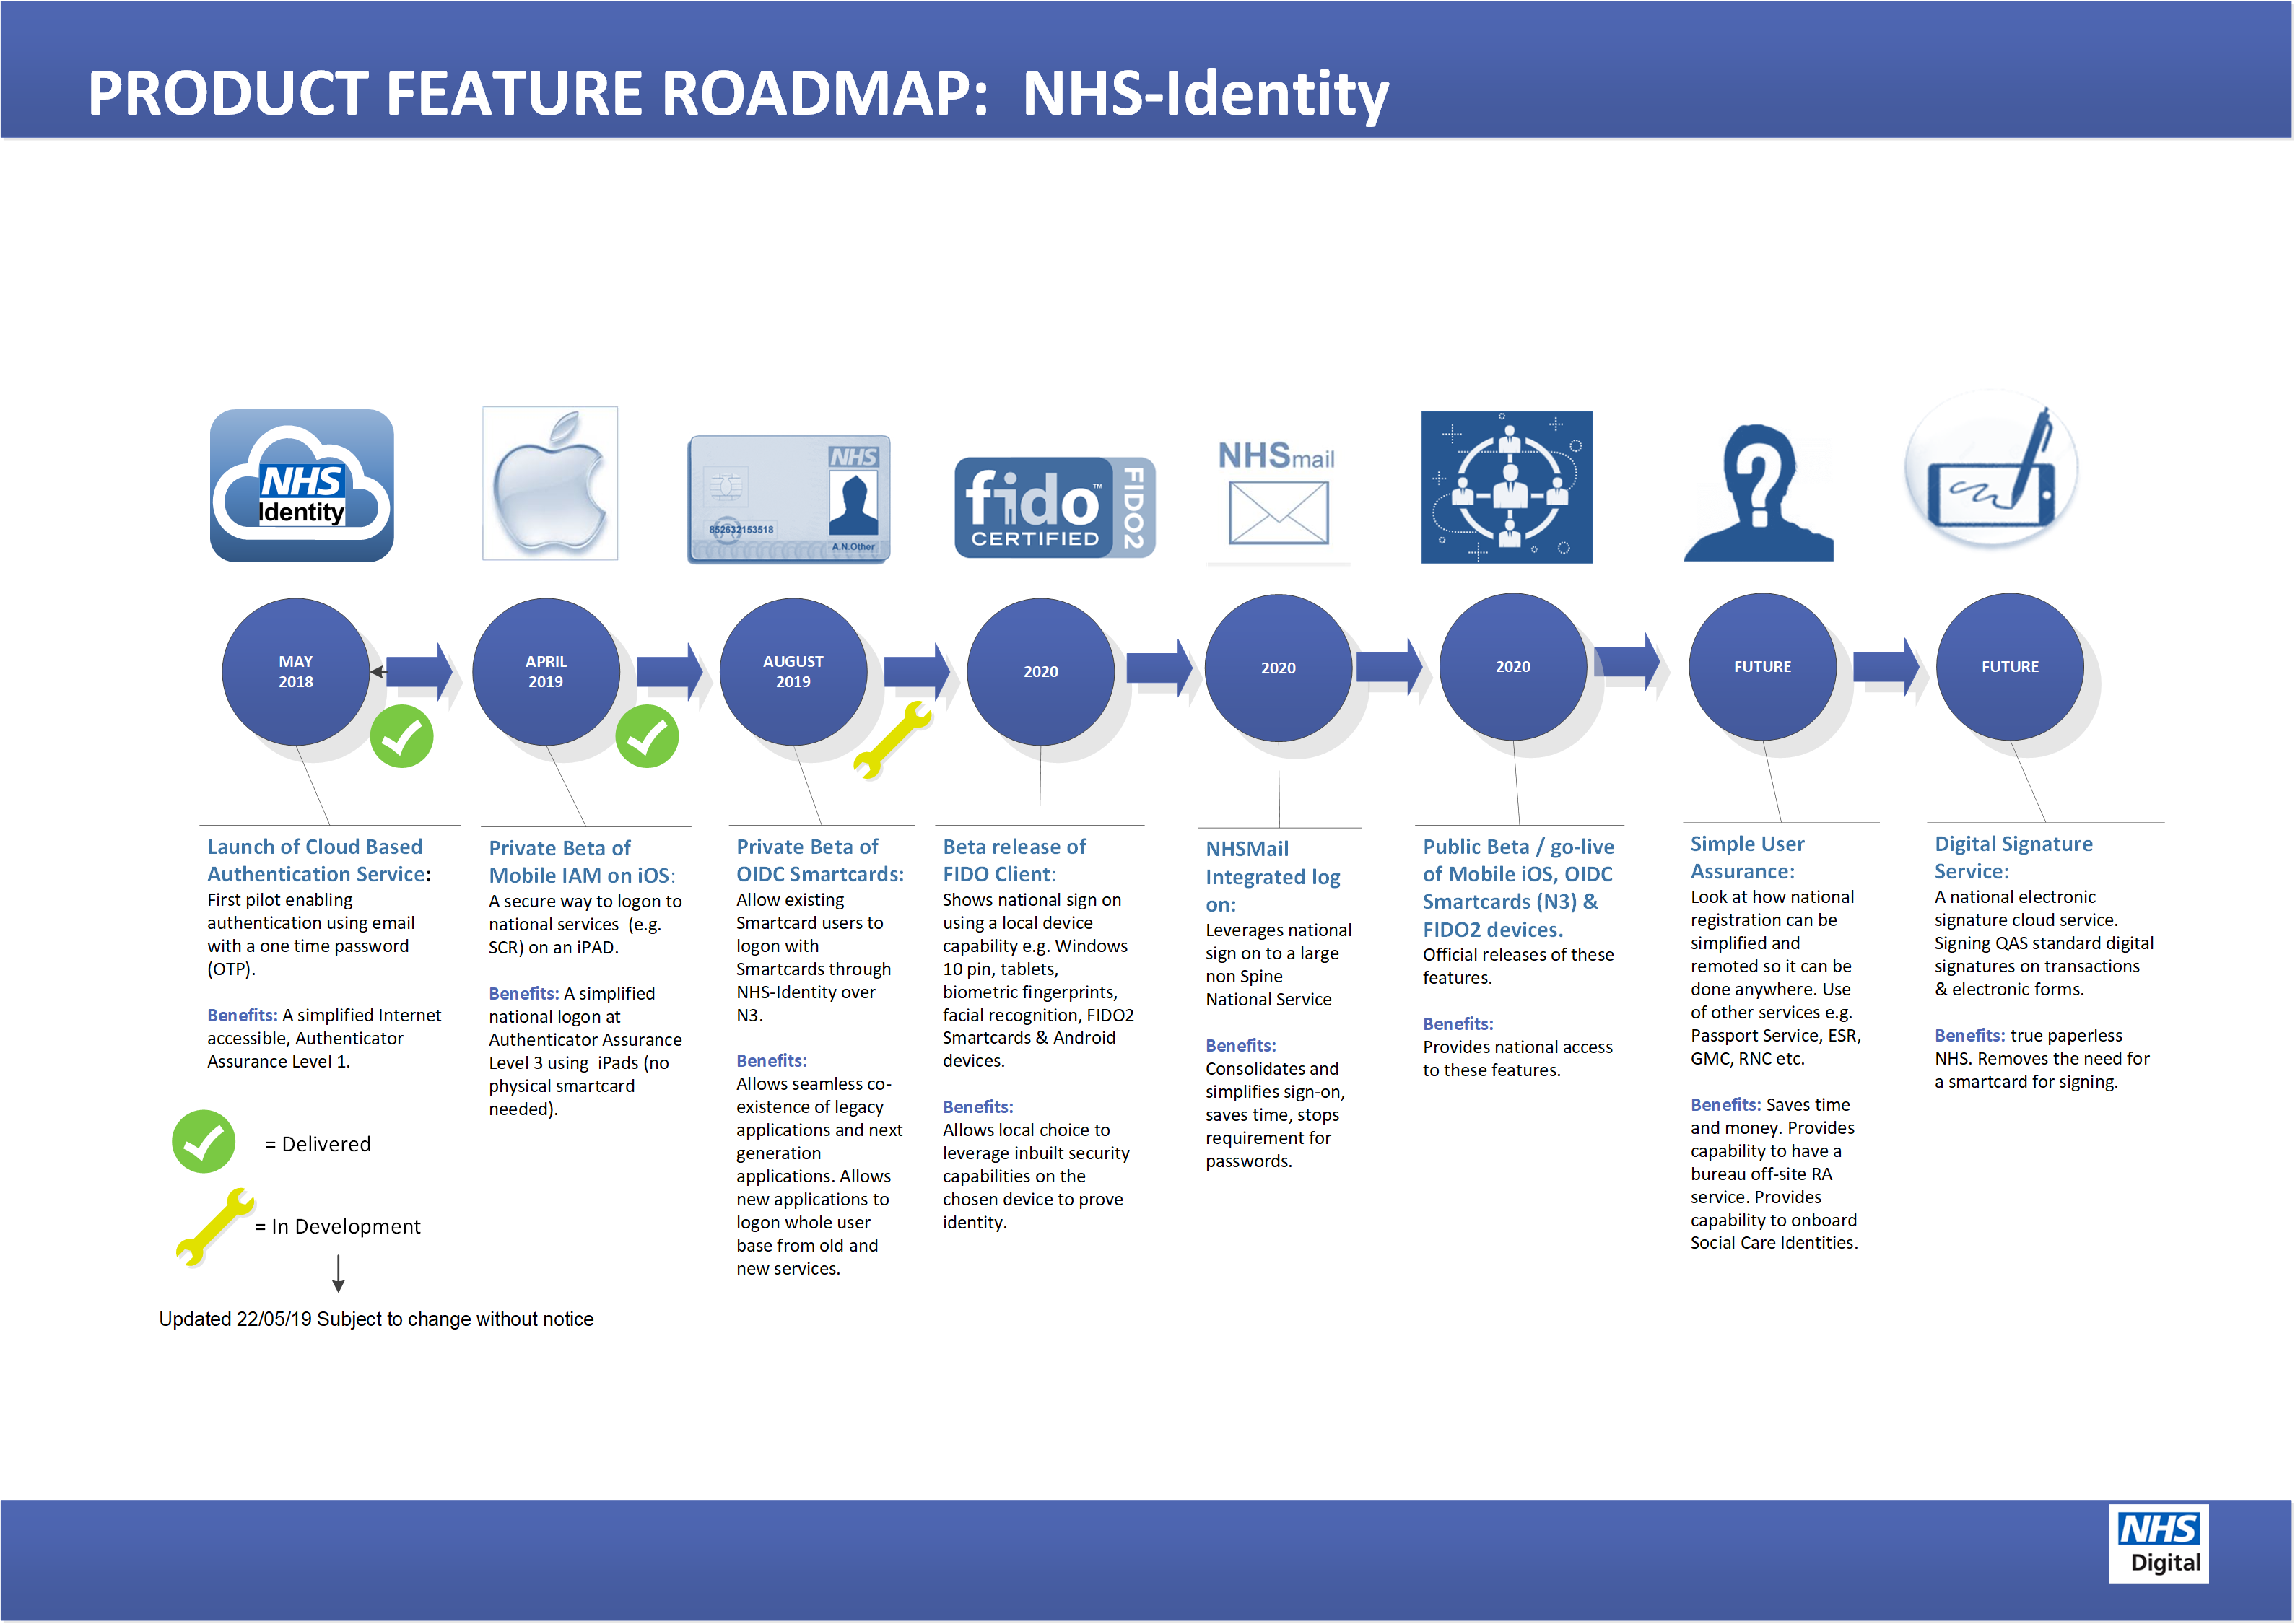 PRODUCT FEATURE ROADMAP:  NHS-Identity
NHS
Identity
NHS
852632153518
A.N.Other
fido™
CERTIFIED
FIDO2
NHSmail
?
MAY
2018
APRIL
2019
AUGUST
2019
2020
2020
2020
FUTURE
FUTURE
Launch of Cloud Based
Authentication Service:
First pilot enabling
authentication using email
with a one time password
(OTP).
Benefits: A simplified Internet
accessible, Authenticator
Assurance Level 1.
Private Beta of
Mobile IAM on iOS:
A secure way to logon to
national services  (e.g.
SCR) on an iPAD.
Benefits: A simplified
national logon at
Authenticator Assurance
Level 3 using  iPads (no
physical smartcard
needed).
Private Beta of
OIDC Smartcards:
Allow existing
Smartcard users to
logon with
Smartcards through
NHS-Identity over
N3.
Benefits:
Allows seamless co-
existence of legacy
applications and next
generation
applications. Allows
new applications to
logon whole user
base from old and
new services.
Beta release of
FIDO Client:
Shows national sign on
using a local device
capability e.g. Windows
10 pin, tablets,
biometric fingerprints,
facial recognition, FIDO2
Smartcards & Android
devices.
Benefits:
Allows local choice to
leverage inbuilt security
capabilities on the
chosen device to prove
identity.
NHSMail
Integrated log
on:
Leverages national
sign on to a large
non Spine
National Service
Benefits:
Consolidates and
simplifies sign-on,
saves time, stops
requirement for
passwords.
Public Beta / go-live
of Mobile iOS, OIDC
Smartcards (N3) &
FIDO2 devices.
Official releases of these
features.
Benefits:
Provides national access
to these features.
Simple User
Assurance:
Look at how national
registration can be
simplified and
remoted so it can be
done anywhere. Use
of other services e.g.
Passport Service, ESR,
GMC, RNC etc.
Benefits: Saves time
and money. Provides
capability to have a
bureau off-site RA
service. Provides
capability to onboard
Social Care Identities.
Digital Signature
Service:
A national electronic
signature cloud service.
Signing QAS standard digital
signatures on transactions
& electronic forms.
Benefits: true paperless
NHS. Removes the need for
a smartcard for signing.
= Delivered
= In Development
Updated 22/05/19 Subject to change without notice
NHS
Digital